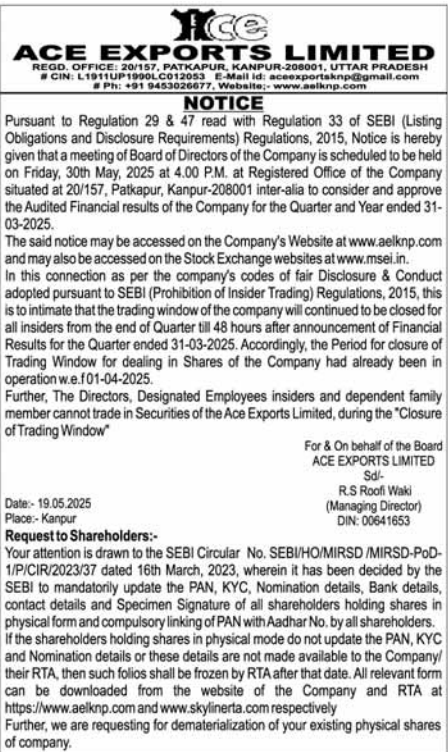 Ace
ACE EXPORTS LIMITED
REGD. OFFICE: 20/157, PATKAPUR, KANPUR-208001, UTTAR PRADESH
# CIN: L1911UP1990LC012053 E-Mail id: aceexportsknp@gmail.com
# Ph: +91 9453026677, Website;- www.aelknp.com
NOTICE
Pursuant to Regulation 29 & 47 read with Regulation 33 of SEBI (Listing
Obligations and Disclosure Requirements) Regulations, 2015, Notice is hereby
given that a meeting of Board of Directors of the Company is scheduled to be held
on Friday, 30th May, 2025 at 4.00 P.M. at Registered Office of the Company
situated at 20/157, Patkapur, Kanpur-208001 inter-alia to consider and approve
the Audited Financial results of the Company for the Quarter and Year ended 31-
03-2025.
The said notice may be accessed on the Company's Website at www.aelknp.com
and may also be accessed on the Stock Exchange websites at www.msei.in.
In this connection as per the company's codes of fair Disclosure & Conduct
adopted pursuant to SEBI (Prohibition of Insider Trading) Regulations, 2015, this
is to intimate that the trading window of the company will continued to be closed for
all insiders from the end of Quarter till 48 hours after announcement of Financial
Results for the Quarter ended 31-03-2025. Accordingly, the Period for closure of
Trading Window for dealing in Shares of the Company had already been in
operation w.e.f 01-04-2025.
Further, The Directors, Designated Employees insiders and dependent family
member cannot trade in Securities of the Ace Exports Limited, during the "Closure
of Trading Window"
For & On behalf of the Board
ACE EXPORTS LIMITED
Sd/-
R.S Roofi Waki
(Managing Director)
DIN: 00641653
Date:- 19.05.2025
Place:- Kanpur
Request to Shareholders:-
Your attention is drawn to the SEBI Circular No. SEBI/HO/MIRSD /MIRSD-PoD-
1/P/CIR/2023/37 dated 16th March, 2023, wherein it has been decided by the
SEBI to mandatorily update the PAN, KYC, Nomination details, Bank details,
contact details and Specimen Signature of all shareholders holding shares in
physical form and compulsory linking of PAN with Aadhar No. by all shareholders.
If the shareholders holding shares in physical mode do not update the PAN, KYC
and Nomination details or these details are not made available to the Company/
their RTA, then such folios shall be frozen by RTA after that date. All relevant form
can be downloaded from the website of the Company and RTA at
https://www.aelknp.com and www.skylinerta.com respectively
Further, we are requesting for dematerialization of your existing physical shares
of company.